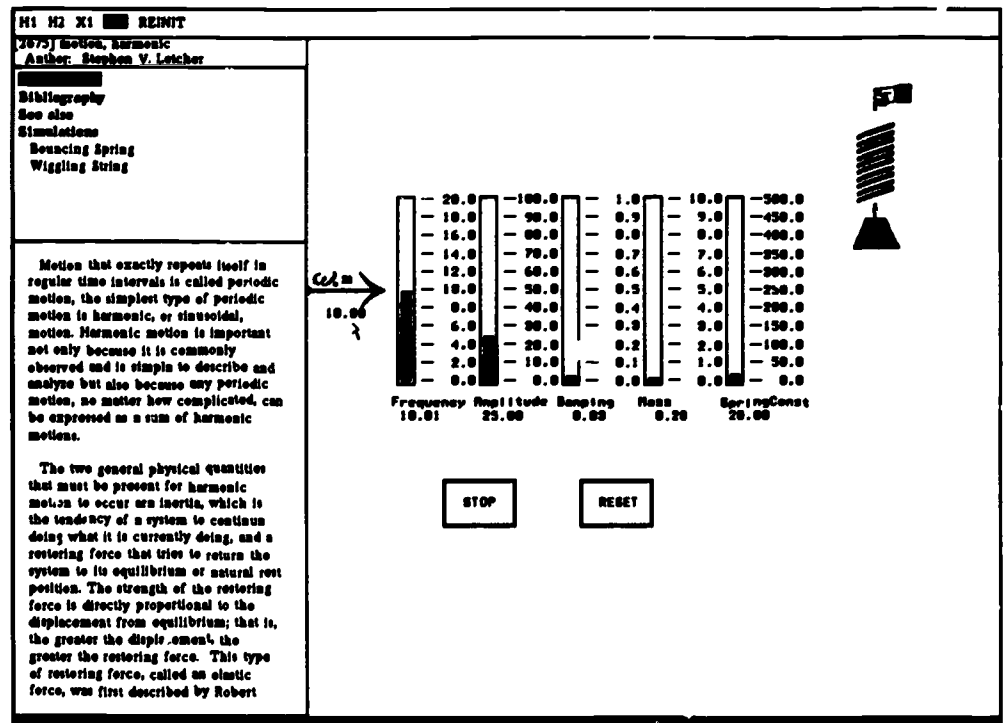 H1 H2 X1 REINIT
[2675] motion, harmonic
Author: Stephen V. Letcher
Bibliography
See also
Simulations
Bouncing Spring
Wiggling String
Motion that exactly repeats itself in
regular time intervals is called periodic
motion, the simplest type of periodic
motion is harmonic, or sinusoidal,
motion. Harmonic motion is important
not only because it is commonly
observed and is simple to describe and
analyze but also because any periodic
motion, no matter how complicated, can
be expressed as a sum of harmonic
motions.
The two general physical quantities
that must be present for harmonic
motion to occur are inertia, which is
the tendency of a system to continue
doing what it is currently doing, and a
restoring force that tries to return the
system to its equilibrium or natural rest
position. The strength of the restoring
force is directly proportional to the
displacement from equilibrium; that is,
the greater the displacement, the
greater the restoring force. This type
of restoring force, called an elastic
force, was first described by Robert
10.00
20.0 100.0 1.0 10.0 500.0
18.0 90.0 0.9 9.0 450.0
16.0 80.0 0.8 8.0 400.0
14.0 70.0 0.7 7.0 350.0
12.0 60.0 0.6 6.0 300.0
10.0 50.0 0.5 5.0 250.0
8.0 40.0 0.4 4.0 200.0
6.0 30.0 0.3 3.0 150.0
4.0 20.0 0.2 2.0 100.0
2.0 10.0 0.1 1.0 50.0
0.0 0.0 0.0 0.0 0.0
Frequency Amplitude Damping Mass SpringConst
10.01 25.00 0.20 20.00
STOP RESET